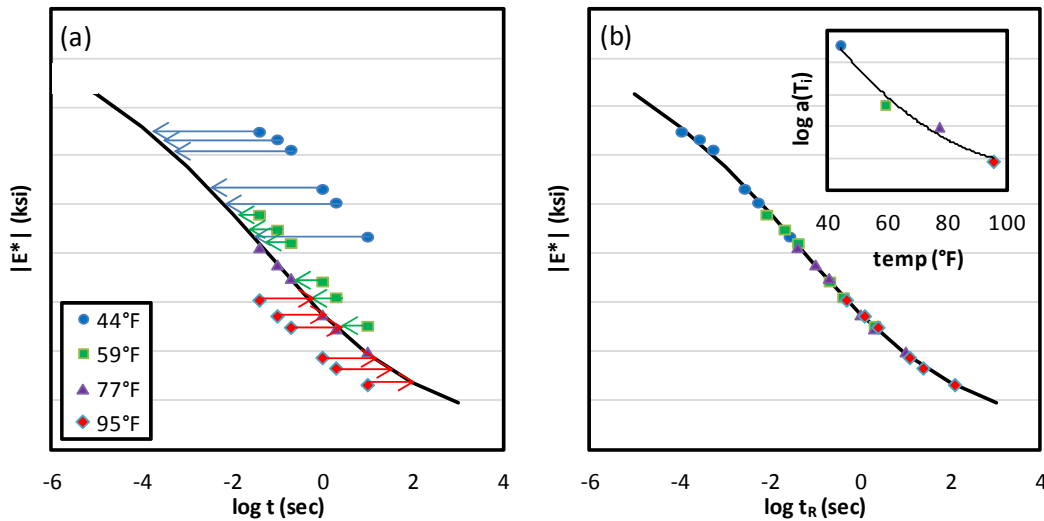 (a)
|E*| (ksi)
44°F
59°F
77°F
95°F
-6 -4 -2 0 2 4
log t (sec)
(b)
|E*| (ksi)
log a(Tᵢ)
40 60 80 100
temp (°F)
-6 -4 -2 0 2 4
log t_R (sec)